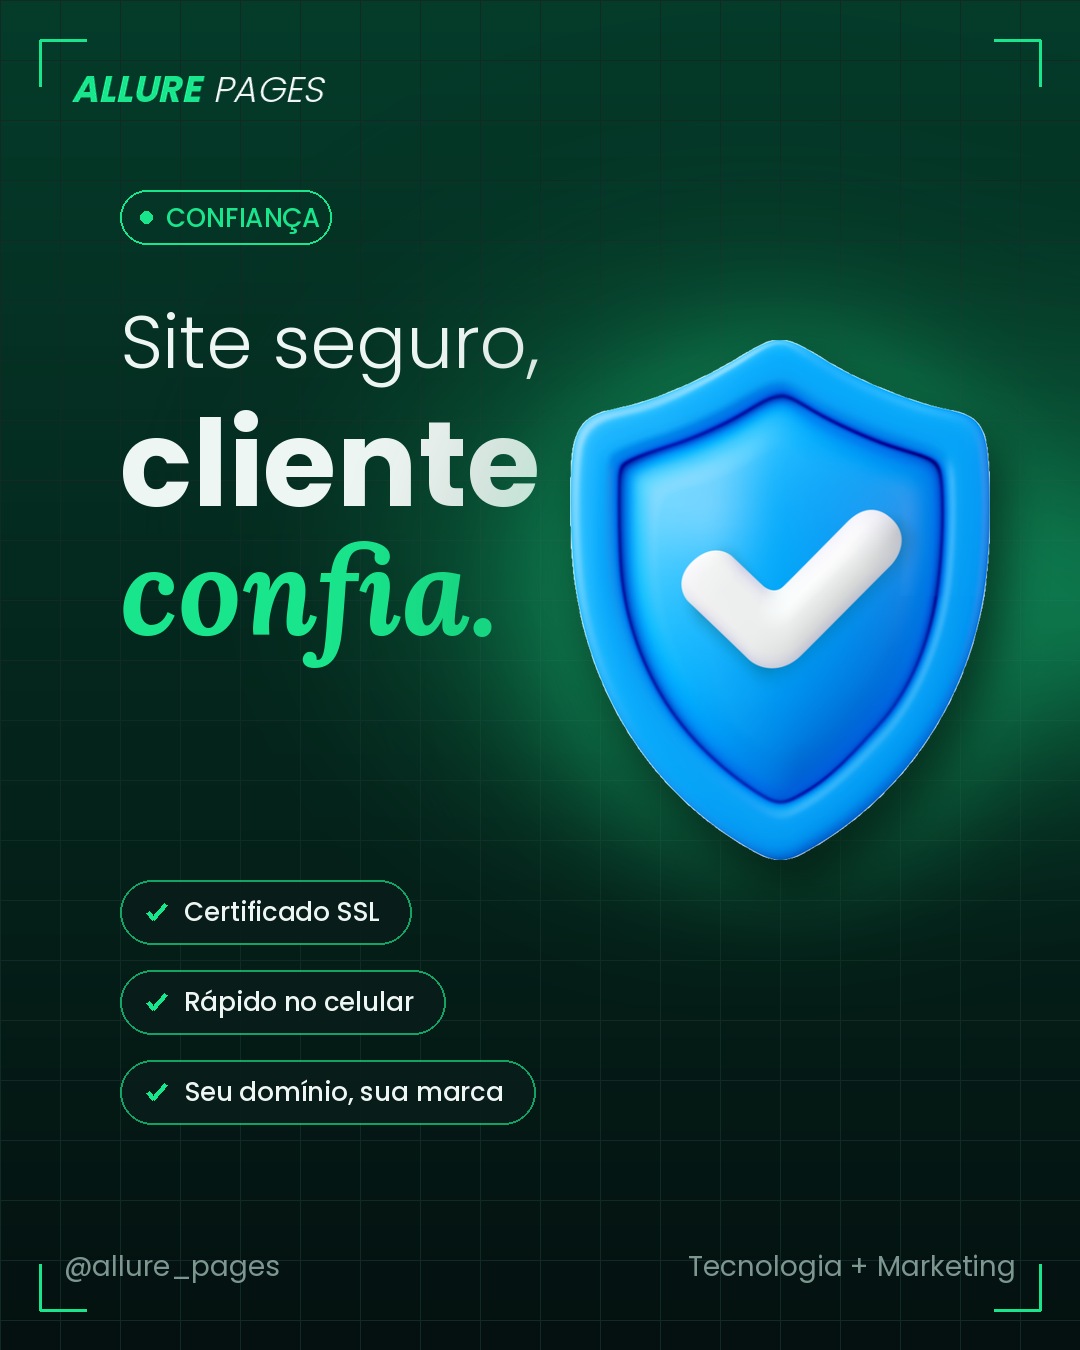 ALLURE PAGES
CONFIANÇA
Site seguro,
cliente
confia.
Certificado SSL
Rápido no celular
Seu domínio, sua marca
@allure_pages
Tecnologia + Marketing